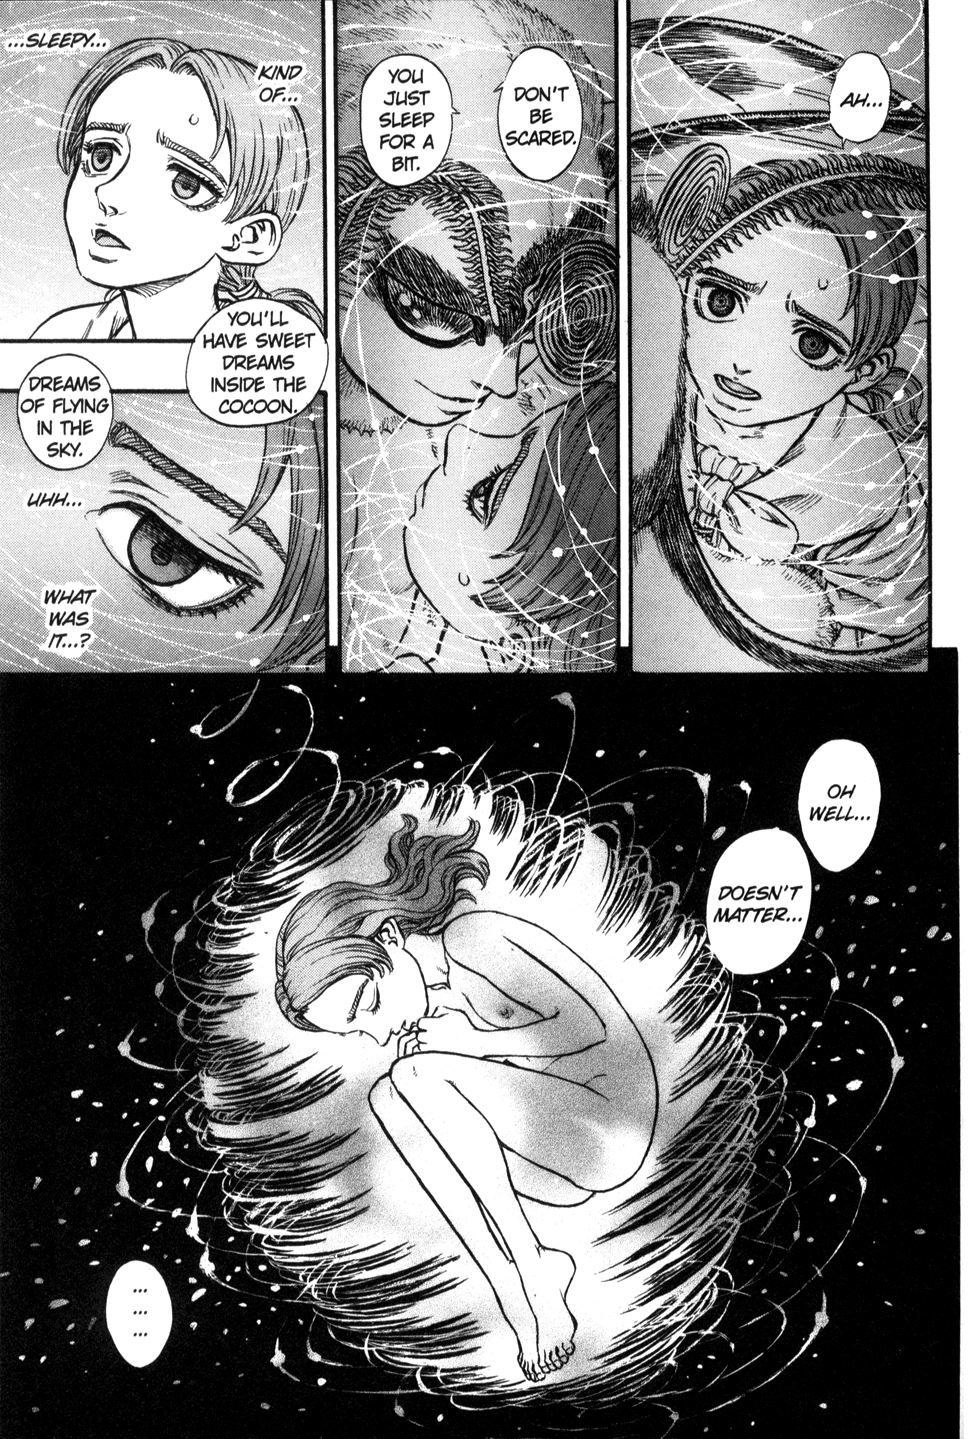 AH...
DON'T
BE
SCARED.
YOU
JUST
SLEEP
FOR A
BIT.
KIND
OF...
...SLEEPY...
YOU'LL
HAVE SWEET
DREAMS
INSIDE THE
COCOON.
DREAMS
OF FLYING
IN THE
SKY.
UHH...
WHAT
WAS
IT...?
OH
WELL...
DOESN'T
MATTER...
...
...
...